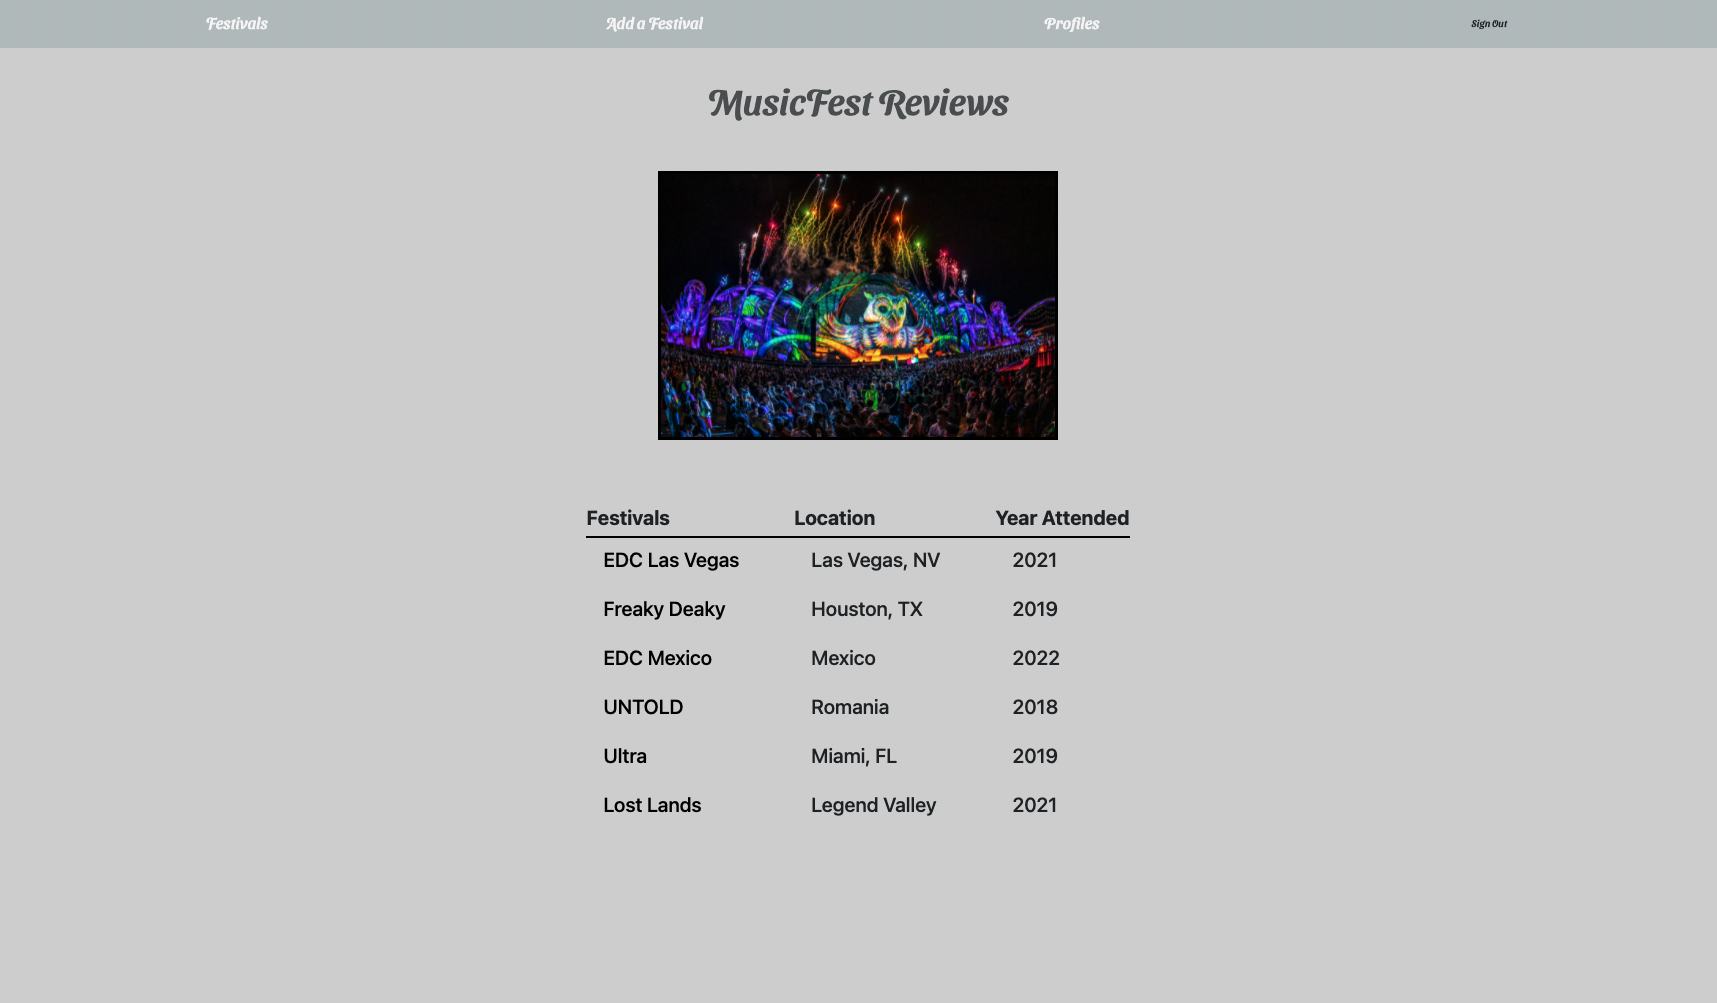 Festivals Add a Festival Profiles Sign Out
MusicFest Reviews
Festivals Location Year Attended
EDC Las Vegas Las Vegas, NV 2021
Freaky Deaky Houston, TX 2019
EDC Mexico Mexico 2022
UNTOLD Romania 2018
Ultra Miami, FL 2019
Lost Lands Legend Valley 2021